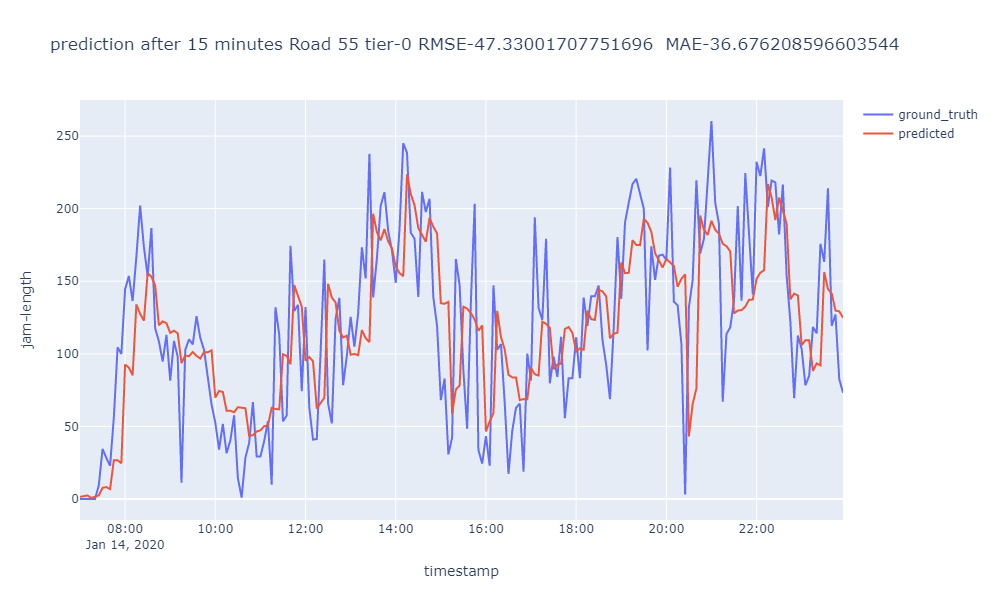 prediction after 15 minutes Road 55 tier-0 RMSE-47.33001707751696  MAE-36.676208596603544
ground_truth
predicted
250
200
150
100
50
0
jam-length
08:00 10:00 12:00 14:00 16:00 18:00 20:00 22:00
Jan 14, 2020
timestamp